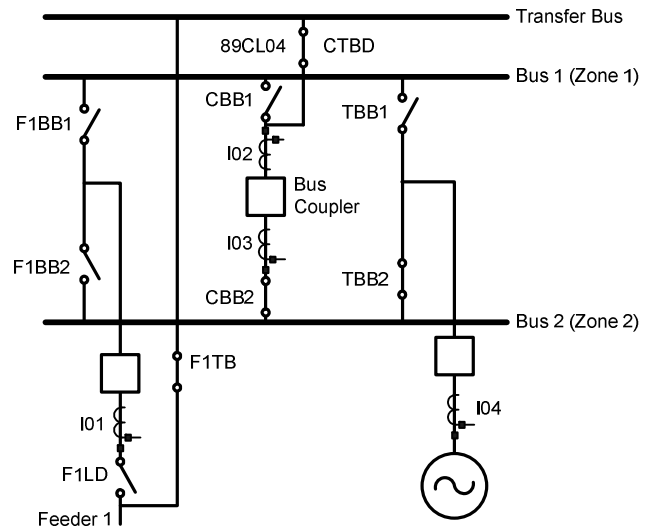 Transfer Bus
89CL04 CTBD
Bus 1 (Zone 1)
CBB1
TBB1
F1BB1
I02
Bus
Coupler
I03
F1BB2
CBB2
TBB2
Bus 2 (Zone 2)
F1TB
I01
I04
F1LD
Feeder 1